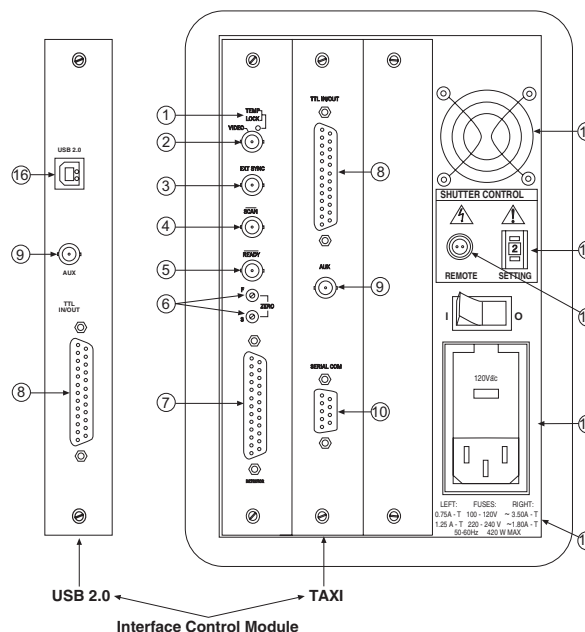 USB 2.0
16
9
AUX
TTL
IN/OUT
8
1
TEMP
LOCK
2
VIDEO
3
EXT SYNC
4
SCAN
5
READY
6
F
ZERO
S
7
DETECTOR
TTL IN/OUT
8
AUX
9
SERIAL COM
10
SHUTTER CONTROL
2
REMOTE SETTING
I O
120Vac
LEFT: FUSES: RIGHT:
0.75A - T 100 - 120V ~ 3.50A - T
1.25 A - T 220 - 240 V ~1.80A - T
50-60Hz 420 W MAX
USB 2.0
TAXI
Interface Control Module